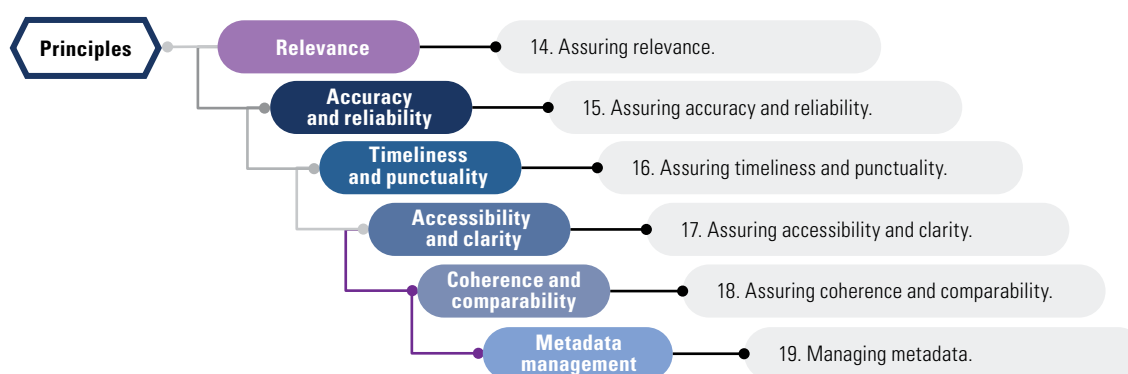 Principles
Relevance
14. Assuring relevance.
Accuracy
and reliability
15. Assuring accuracy and reliability.
Timeliness
and punctuality
16. Assuring timeliness and punctuality.
Accessibility
and clarity
17. Assuring accessibility and clarity.
Coherence and
comparability
18. Assuring coherence and comparability.
Metadata
management
19. Managing metadata.